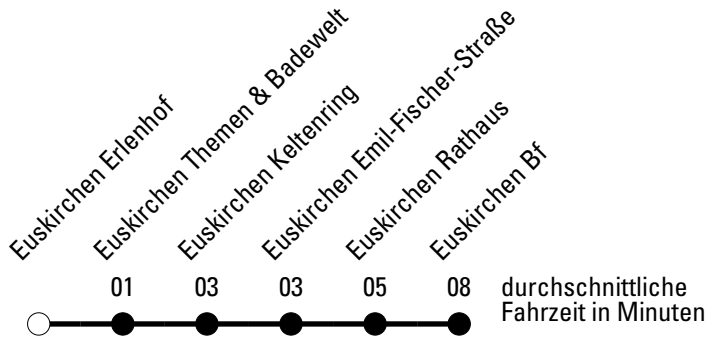 Euskirchen Erlenhof
Euskirchen Themen & Badewelt
Euskirchen Keltenring
Euskirchen Emil-Fischer-Straße
Euskirchen Rathaus
Euskirchen Bf
01 03 03 05 08
durchschnittliche
Fahrzeit in Minuten